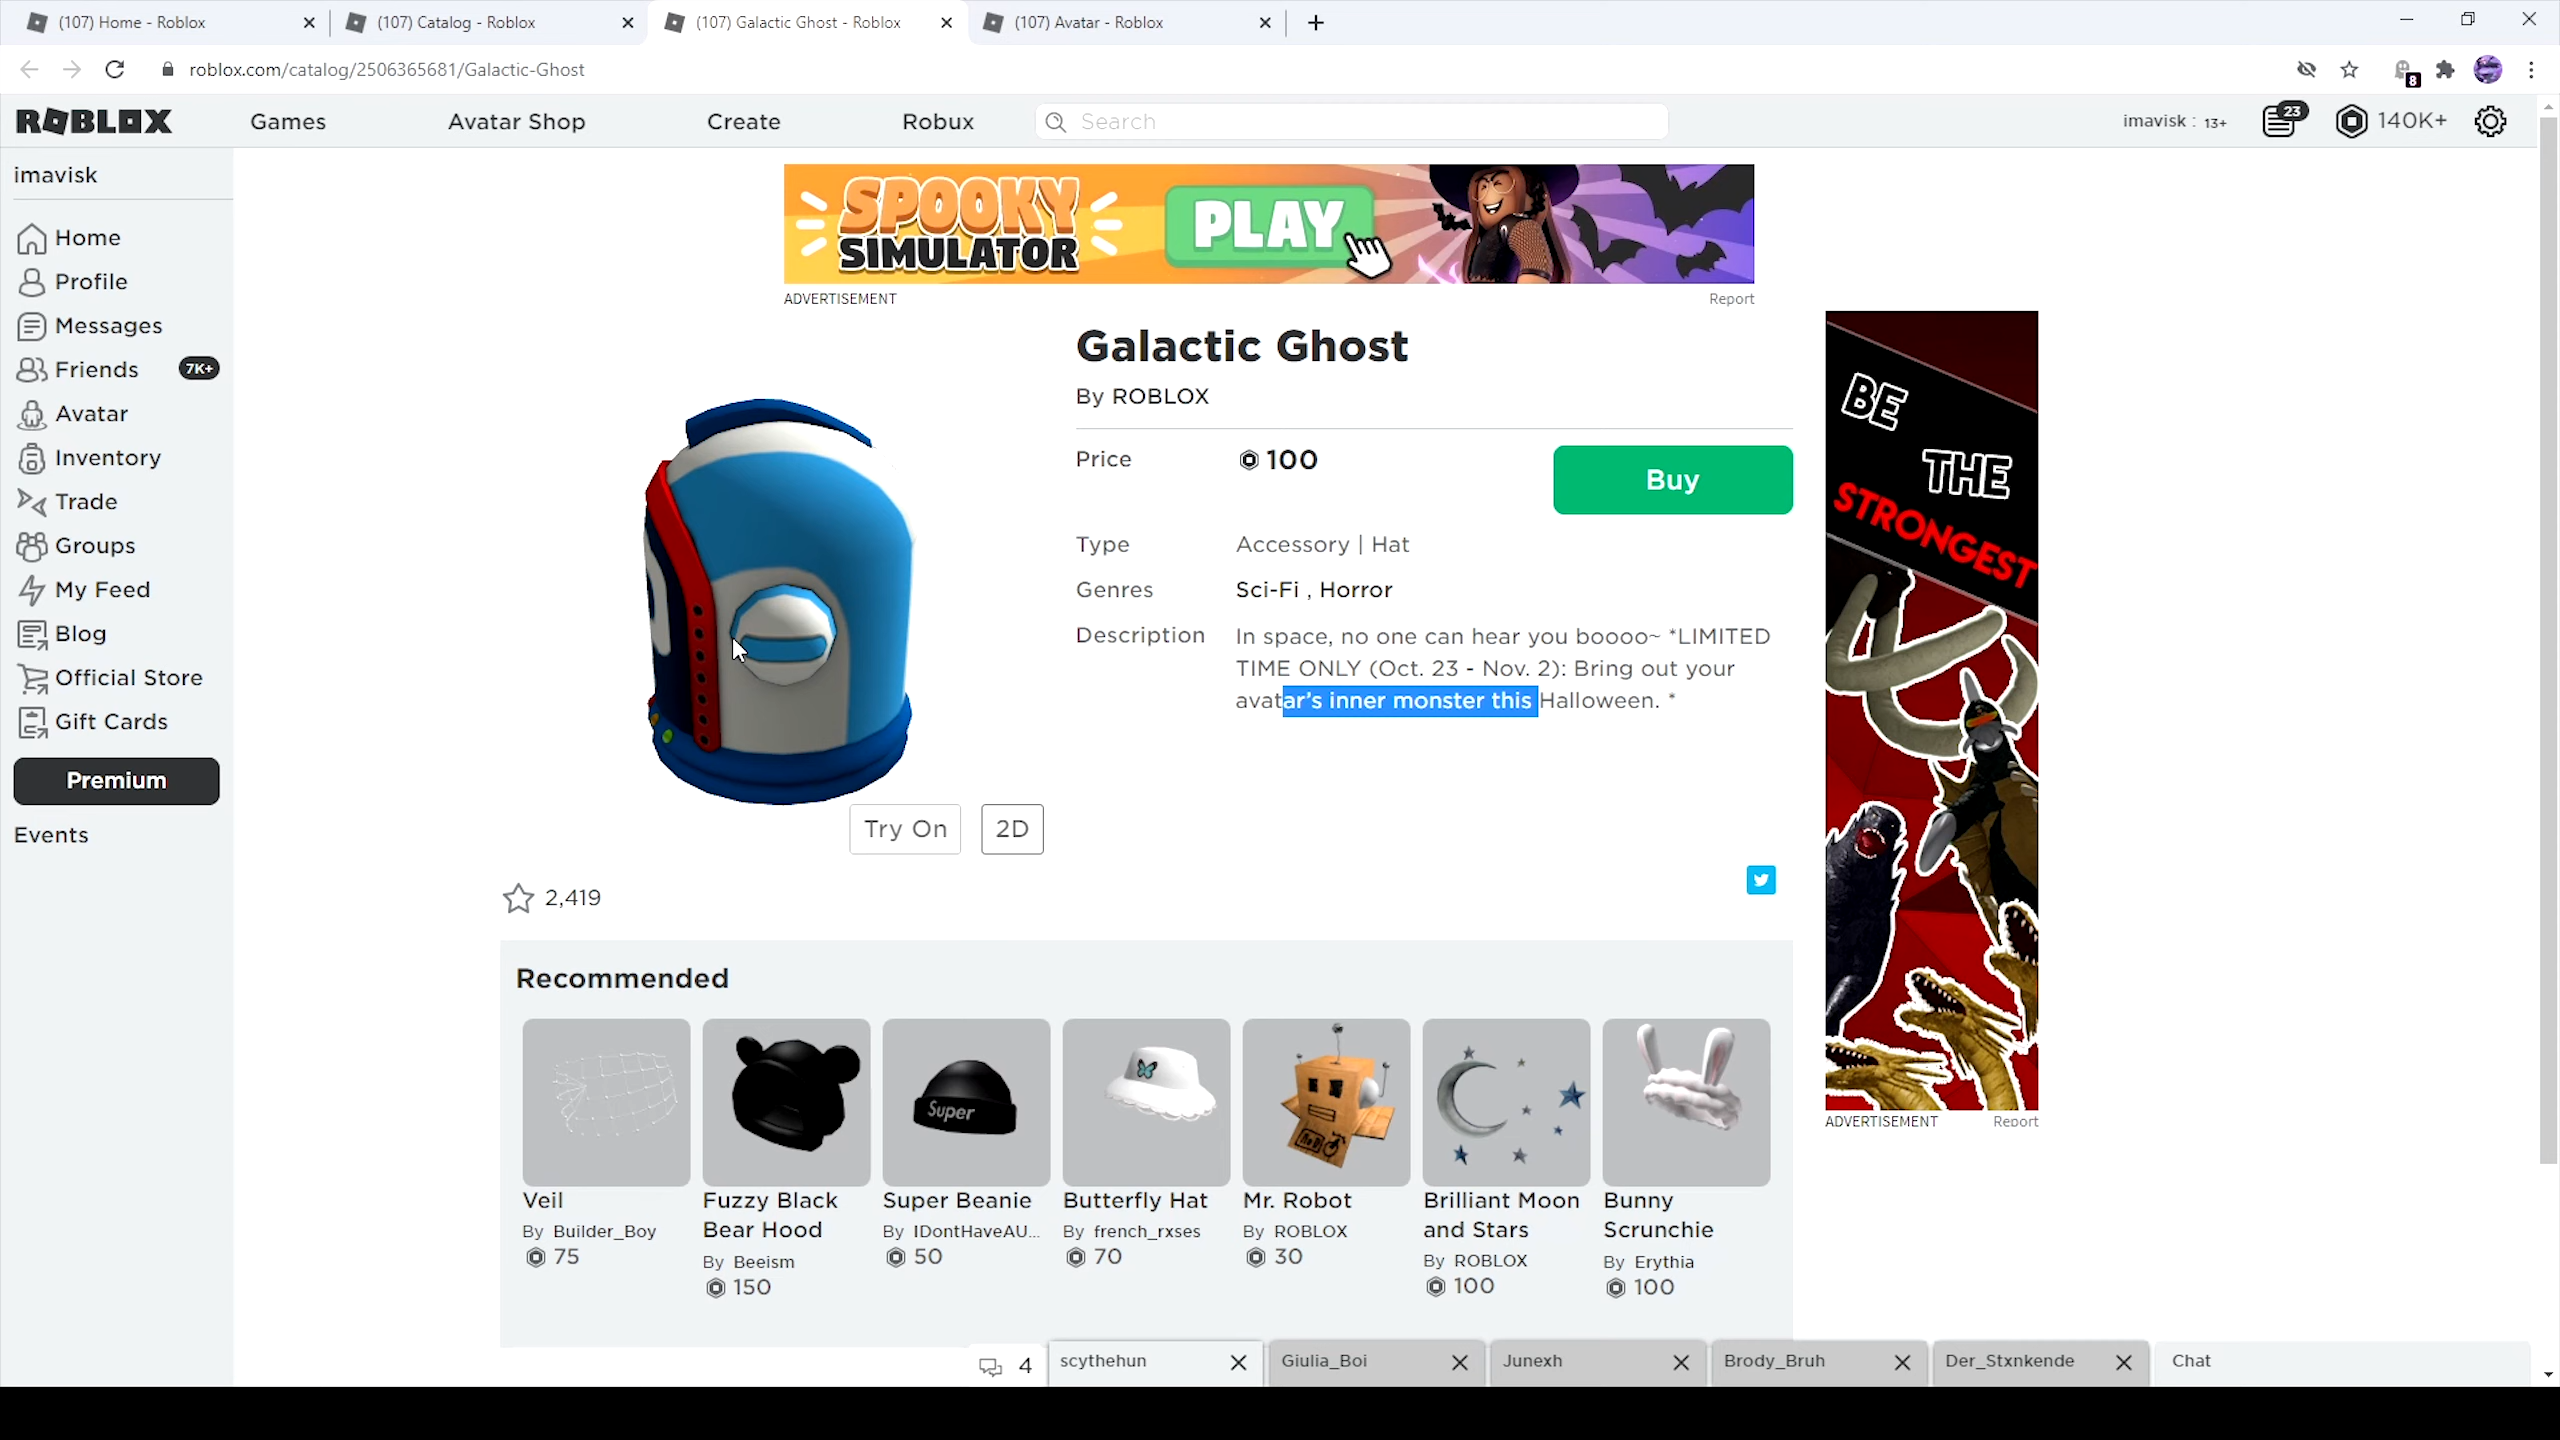 (107) Home - Roblox
(107) Catalog - Roblox
(107) Galactic Ghost - Roblox
(107) Avatar - Roblox
roblox.com/catalog/2506365681/Galactic-Ghost
8
ROBLOX
Games
Avatar Shop
Create
Robux
Search
imavisk : 13+
23
140K+
imavisk
Home
Profile
Messages
Friends
7K+
Avatar
Inventory
Trade
Groups
My Feed
Blog
Official Store
Gift Cards
Premium
Events
SPOOKY
SIMULATOR
PLAY
ADVERTISEMENT
Report
Galactic Ghost
By ROBLOX
Price
100
Buy
Type
Accessory | Hat
Genres
Sci-Fi , Horror
Description
In space, no one can hear you boooo~ *LIMITED
TIME ONLY (Oct. 23 - Nov. 2): Bring out your
avatar's inner monster this Halloween. *
Try On
2D
2,419
BE
THE
STRONGEST
ADVERTISEMENT
Report
Recommended
Super
Veil
By Builder_Boy
75
Fuzzy Black
Bear Hood
By Beeism
150
Super Beanie
By IDontHaveAU...
50
Butterfly Hat
By french_rxses
70
Mr. Robot
By ROBLOX
30
Brilliant Moon
and Stars
By ROBLOX
100
Bunny
Scrunchie
By Erythia
100
4
scythehun
Giulia_Boi
Junexh
Brody_Bruh
Der_Stxnkende
Chat